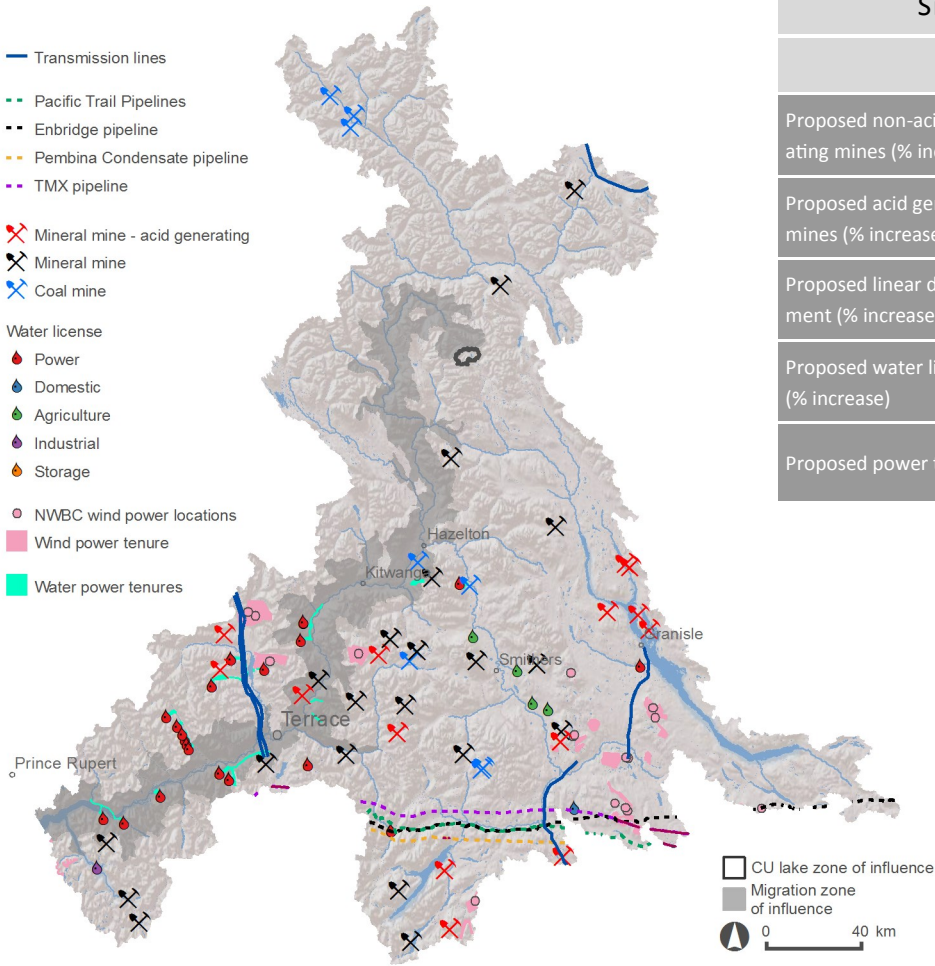 Transmission lines
Pacific Trail Pipelines
Enbridge pipeline
Pembina Condensate pipeline
TMX pipeline
Mineral mine - acid generating
Mineral mine
Coal mine
Water license
Power
Domestic
Agriculture
Industrial
Storage
NWBC wind power locations
Wind power tenure
Water power tenures
Hazelton
Kitwanga
Granisle
Smithers
Terrace
Prince Rupert
CU lake zone of influence
Migration zone
of influence
0 40 km
S
Proposed non-aci
ating mines (% in
Proposed acid ge
mines (% increase
Proposed linear d
ment (% increase
Proposed water li
(% increase)
Proposed power t